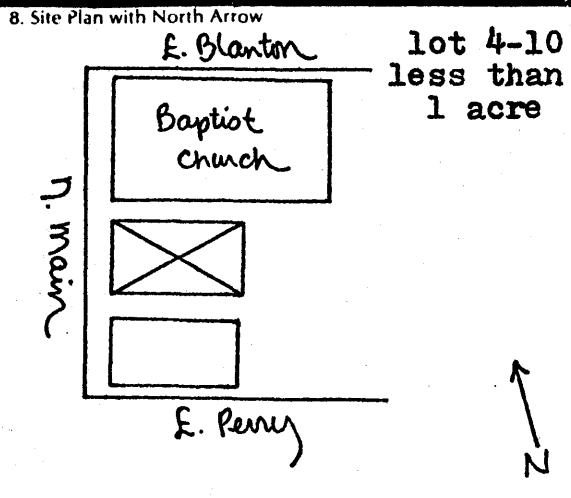 8. Site Plan with North Arrow
E. Blanton
lot 4-10
less than
1 acre
Baptist
Church
N. Main
E. Perry
N